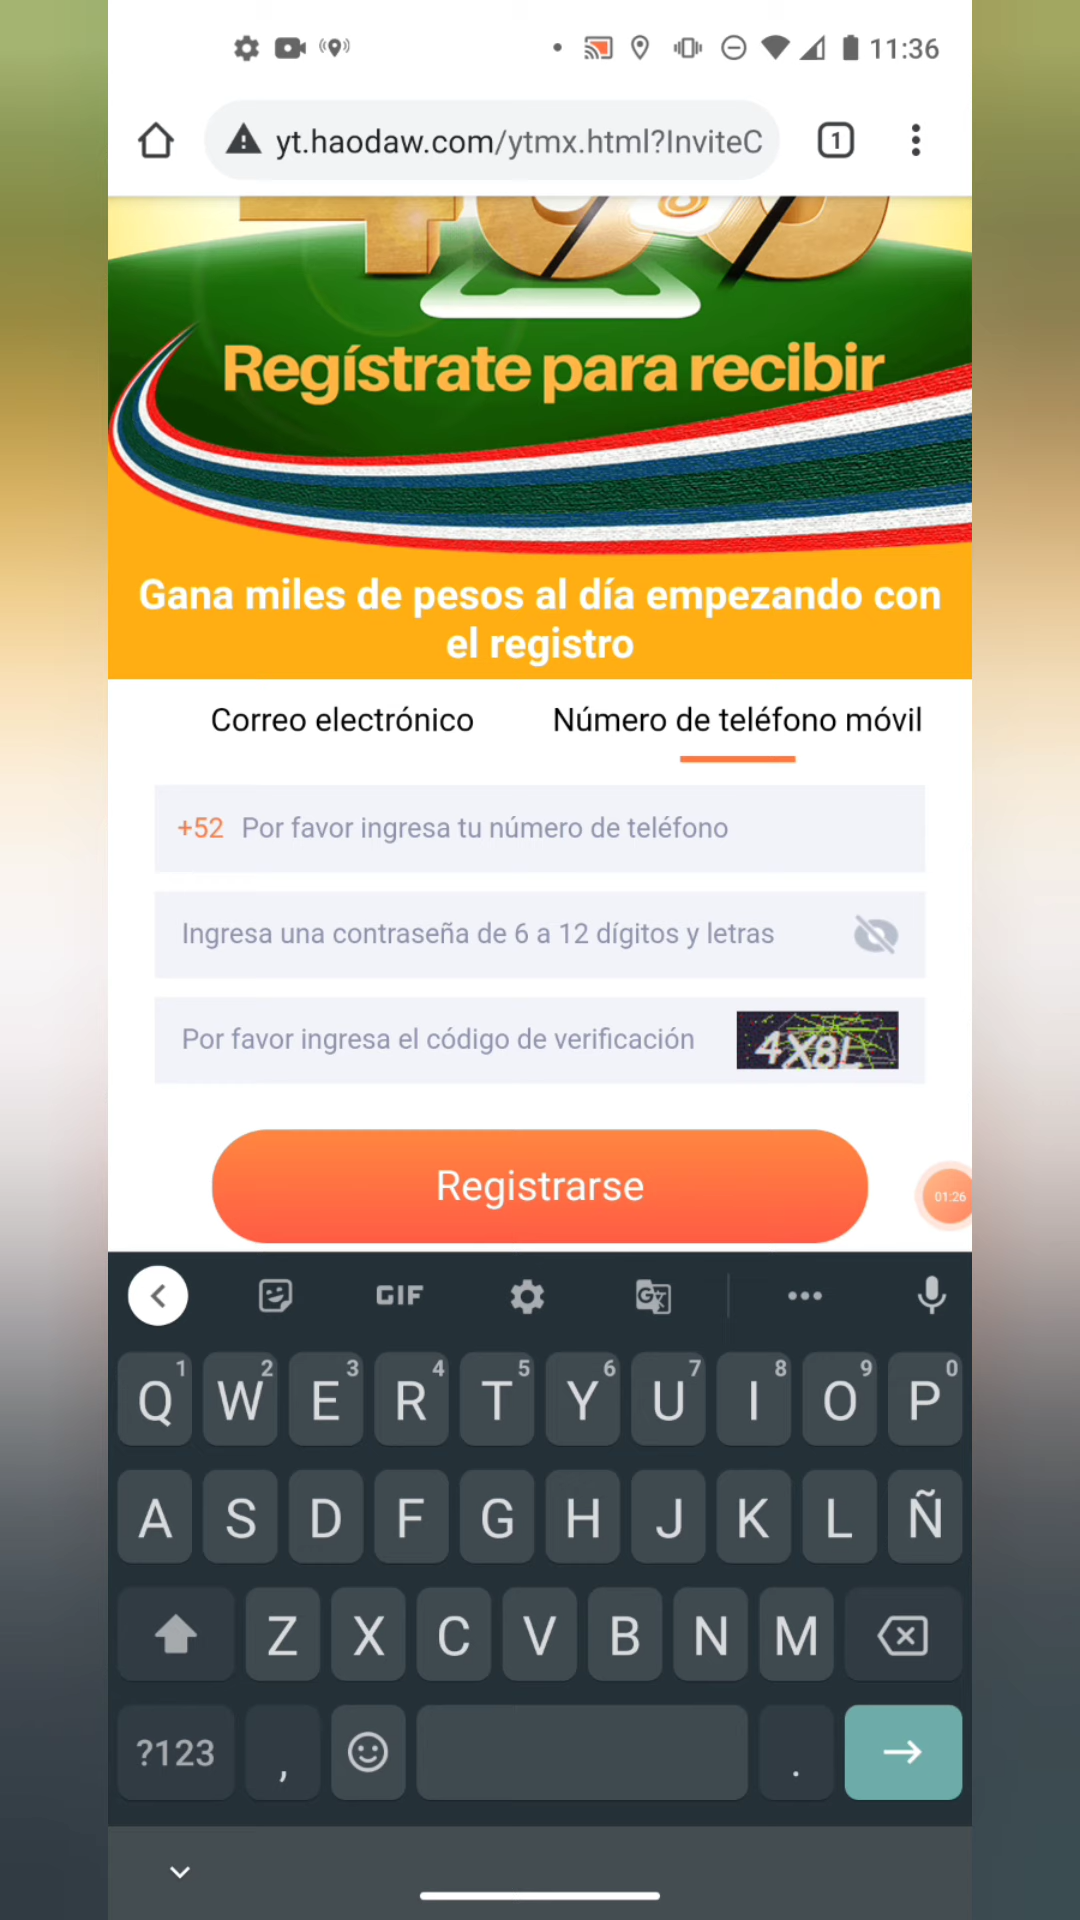 11:36
yt.haodaw.com/ytmx.html?InviteC
1
Regístrate para recibir
Gana miles de pesos al día empezando con
el registro
Correo electrónico
Número de teléfono móvil
+52 Por favor ingresa tu número de teléfono
Ingresa una contraseña de 6 a 12 dígitos y letras
Por favor ingresa el código de verificación
4X8L
Registrarse
01:26
GIF
1 2 3 4 5 6 7 8 9 0
Q W E R T Y U I O P
A S D F G H J K L Ñ
Z X C V B N M
?123 , .